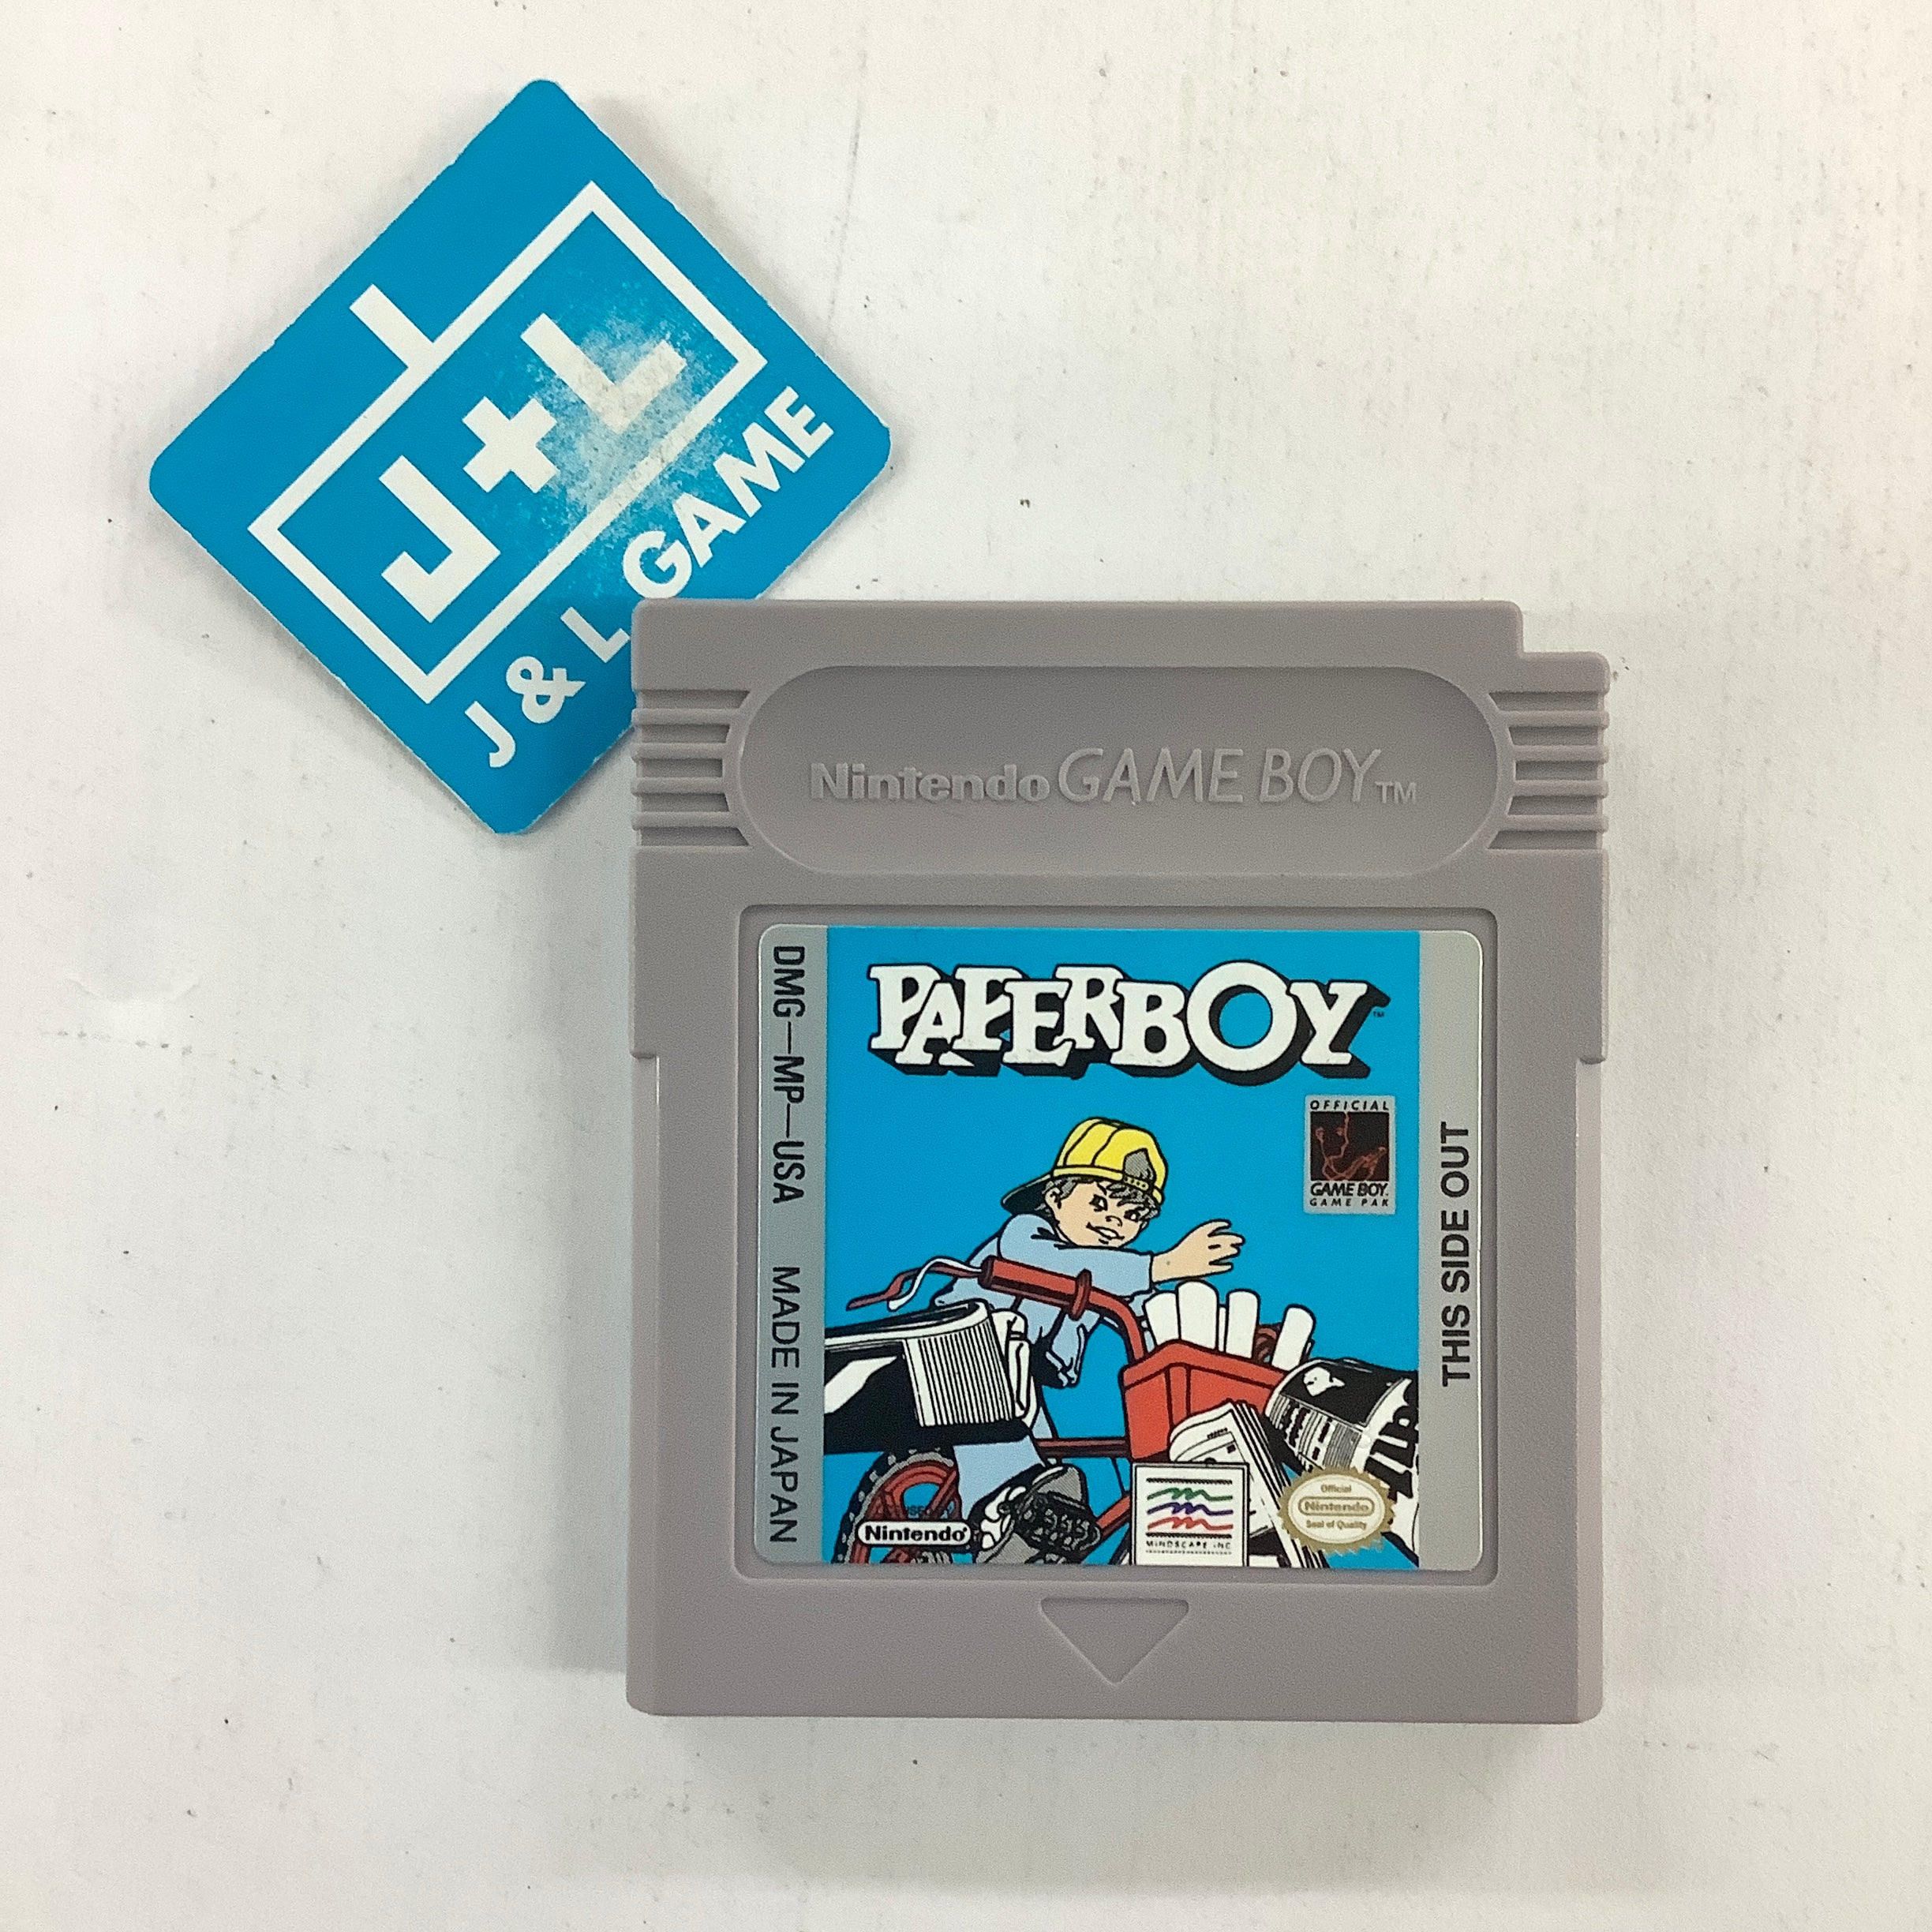 J+L
J & L GAME
Nintendo GAME BOY TM
DMG-MP-USA MADE IN JAPAN
PAPERBOY TM
OFFICIAL
GAME BOY
GAME PAK
THIS SIDE OUT
Nintendo
MINDSCAPE INC
Official
Nintendo
Seal of Quality